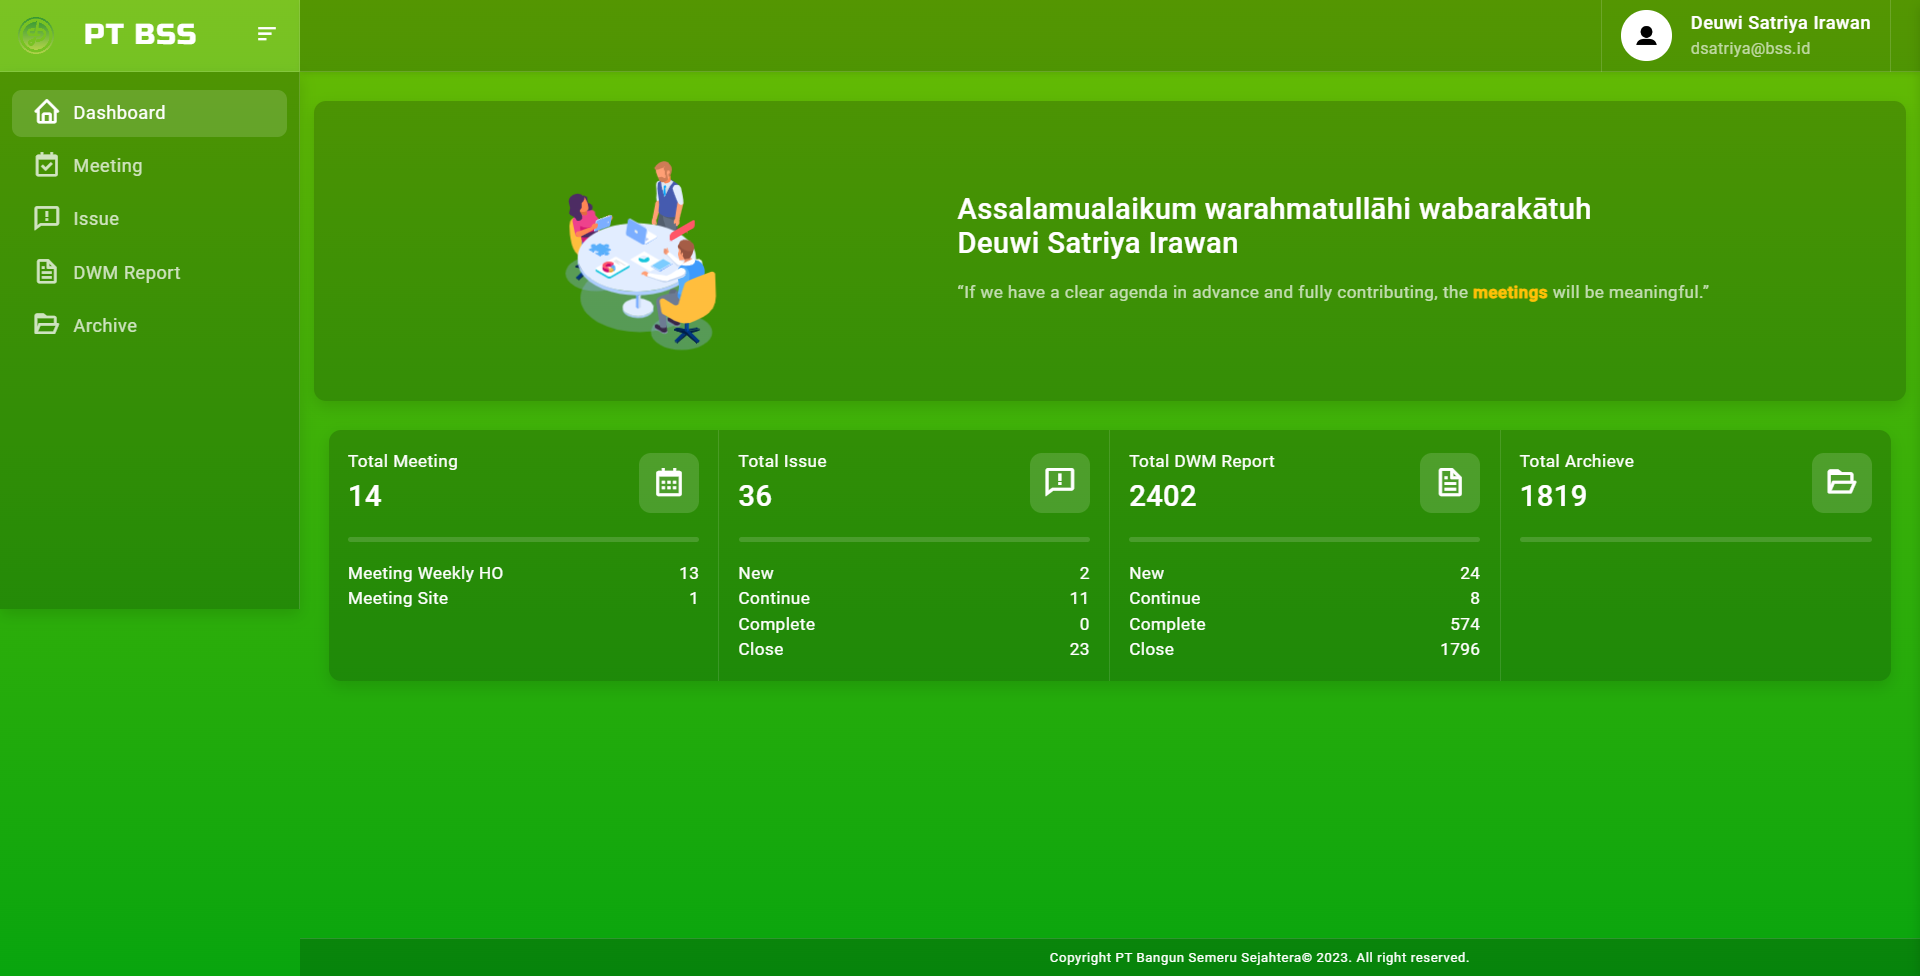 PT BSS
Deuwi Satriya Irawan
dsatriya@bss.id
Dashboard
Meeting
Issue
DWM Report
Archive
Assalamualaikum warahmatullāhi wabarakātuh
Deuwi Satriya Irawan
“If we have a clear agenda in advance and fully contributing, the meetings will be meaningful.”
Total Meeting
14
Meeting Weekly HO 13
Meeting Site 1
Total Issue
36
New 2
Continue 11
Complete 0
Close 23
Total DWM Report
2402
New 24
Continue 8
Complete 574
Close 1796
Total Archieve
1819
Copyright PT Bangun Semeru Sejahtera© 2023. All right reserved.